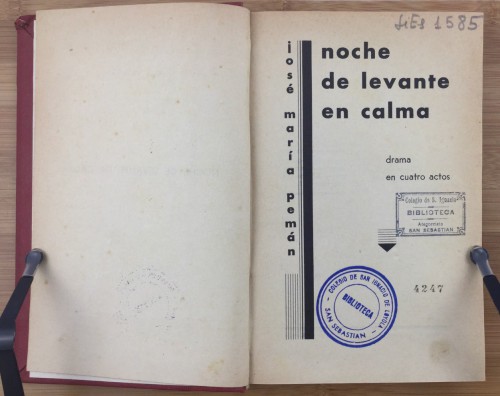 LiEs 1585
josé maría pemán
noche
de levante
en calma
drama
en cuatro actos
Colegio de S. Ignacio
BIBLIOTECA
SAN SEBASTIAN
4247
COLEGIO DE SAN IGNACIO DE LOYOLA
BIBLIOTECA
SAN SEBASTIAN